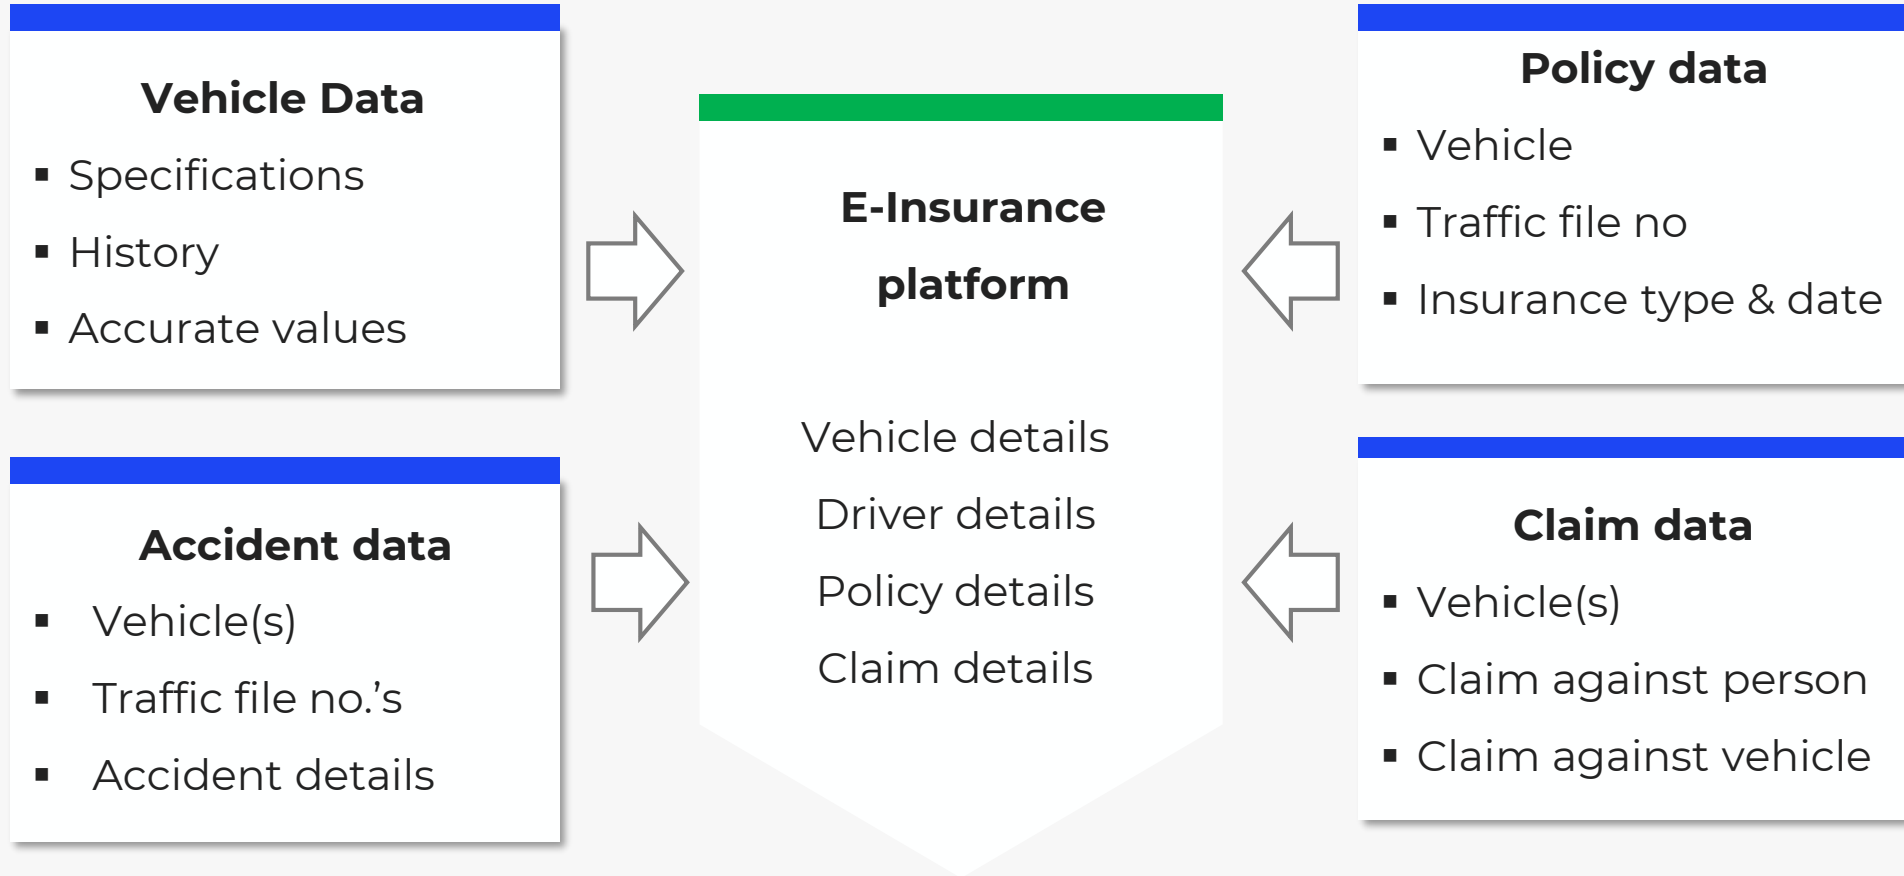 Vehicle Data
▪ Specifications
▪ History
▪ Accurate values
Accident data
▪ Vehicle(s)
▪ Traffic file no.’s
▪ Accident details
E-Insurance
platform
Vehicle details
Driver details
Policy details
Claim details
Policy data
▪ Vehicle
▪ Traffic file no
▪ Insurance type & date
Claim data
▪ Vehicle(s)
▪ Claim against person
▪ Claim against vehicle